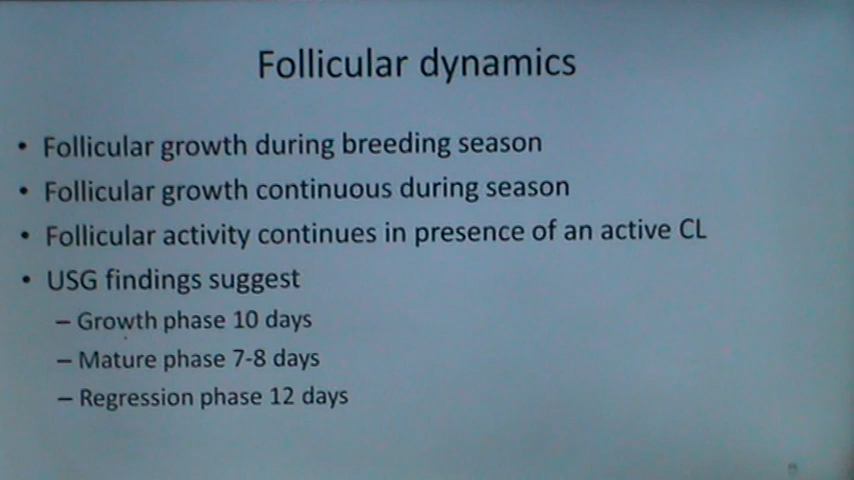 Follicular dynamics
• Follicular growth during breeding season
• Follicular growth continuous during season
• Follicular activity continues in presence of an active CL
• USG findings suggest
– Growth phase 10 days
– Mature phase 7-8 days
– Regression phase 12 days